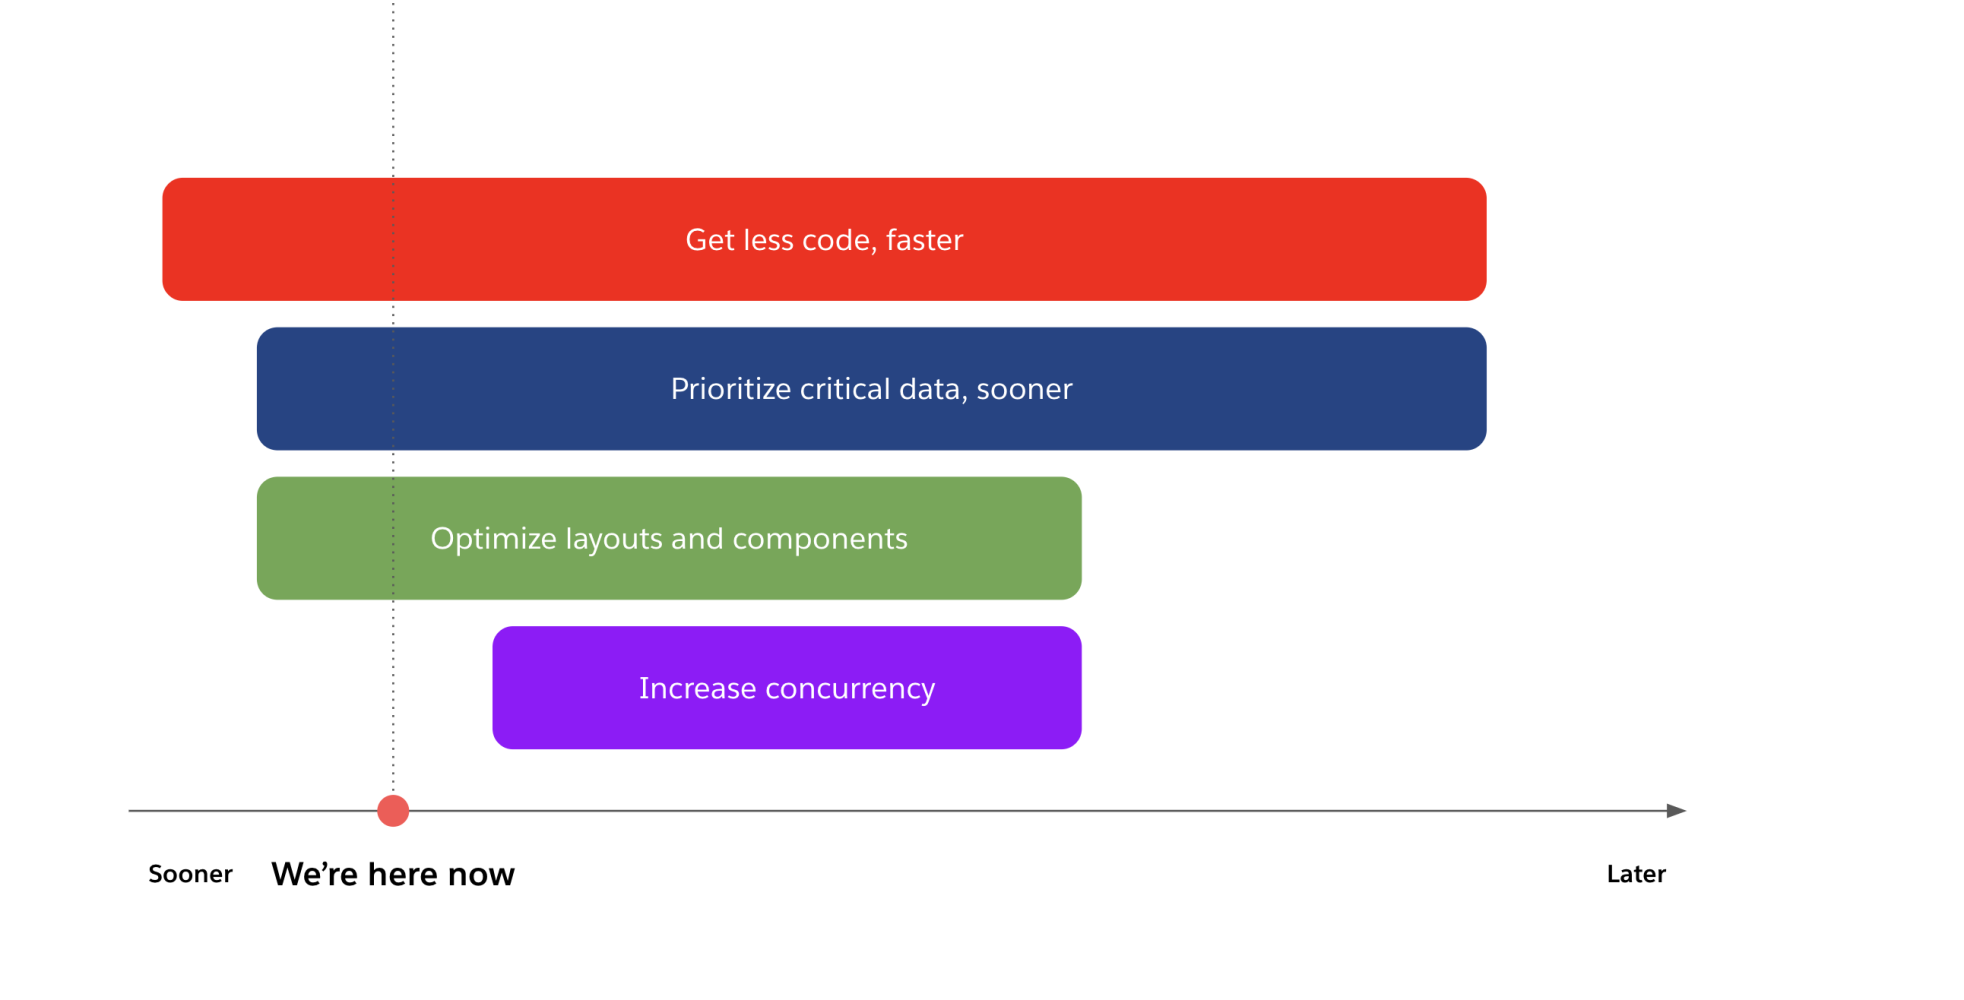 Get less code, faster
Prioritize critical data, sooner
Optimize layouts and components
Increase concurrency
Sooner
We’re here now
Later